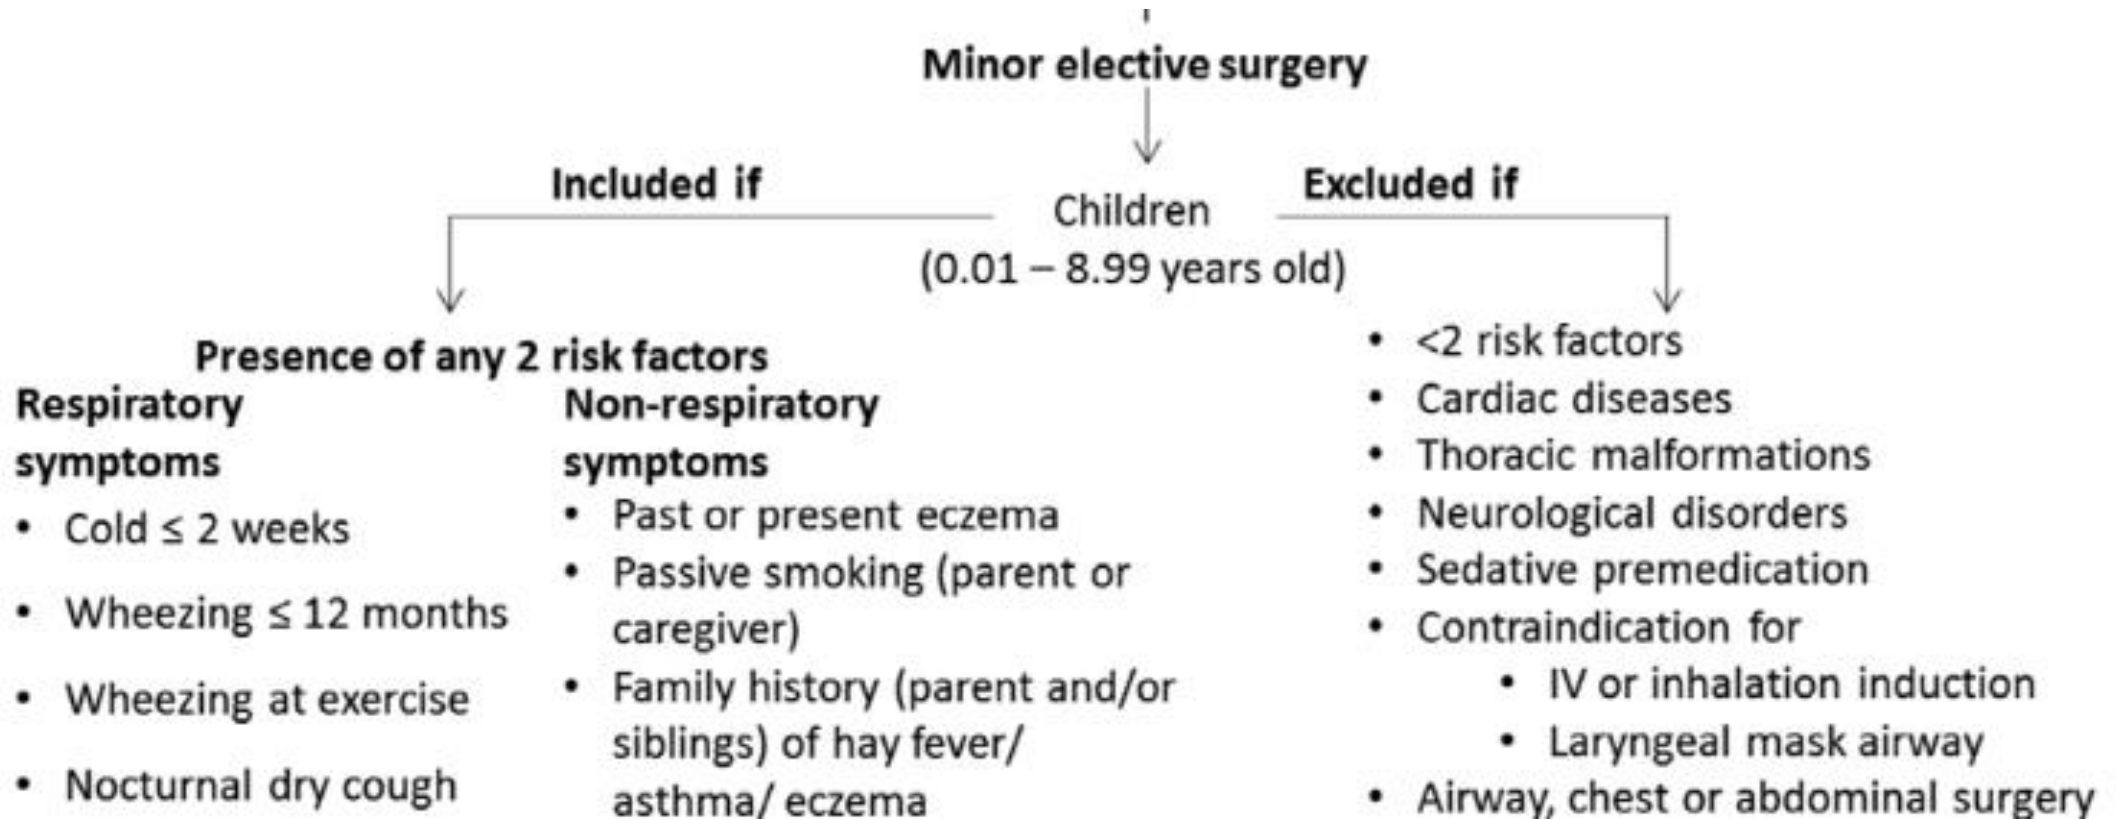 Minor elective surgery
Included if
Excluded if
Children
(0.01 – 8.99 years old)
Presence of any 2 risk factors
Respiratory
symptoms
• Cold ≤ 2 weeks
• Wheezing ≤ 12 months
• Wheezing at exercise
• Nocturnal dry cough
Non-respiratory
symptoms
• Past or present eczema
• Passive smoking (parent or
caregiver)
• Family history (parent and/or
siblings) of hay fever/
asthma/ eczema
• <2 risk factors
• Cardiac diseases
• Thoracic malformations
• Neurological disorders
• Sedative premedication
• Contraindication for
• IV or inhalation induction
• Laryngeal mask airway
• Airway, chest or abdominal surgery